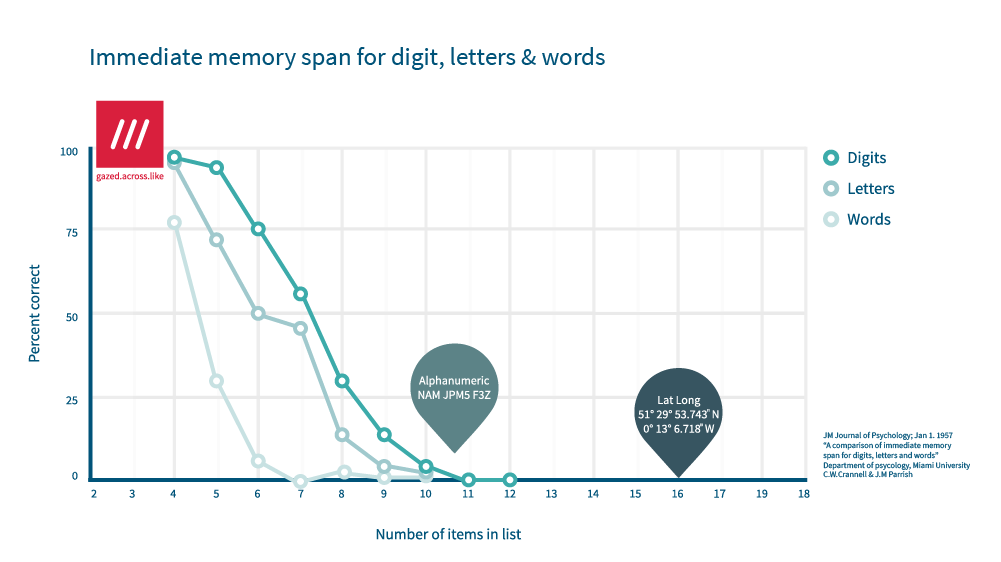 Immediate memory span for digit, letters & words
gazed.across.like
100
75
50
25
0
Percent correct
2 3 4 5 6 7 8 9 10 11 12 13 14 15 16 17 18
Number of items in list
Alphanumeric
NAM JPM5 F3Z
Lat Long
51° 29° 53.743" N
0° 13° 6.718" W
Digits
Letters
Words
JM Journal of Psychology; Jan 1. 1957
"A comparison of immediate memory
span for digits, letters and words"
Department of psycology, Miami University
C.W.Crannell & J.M Parrish